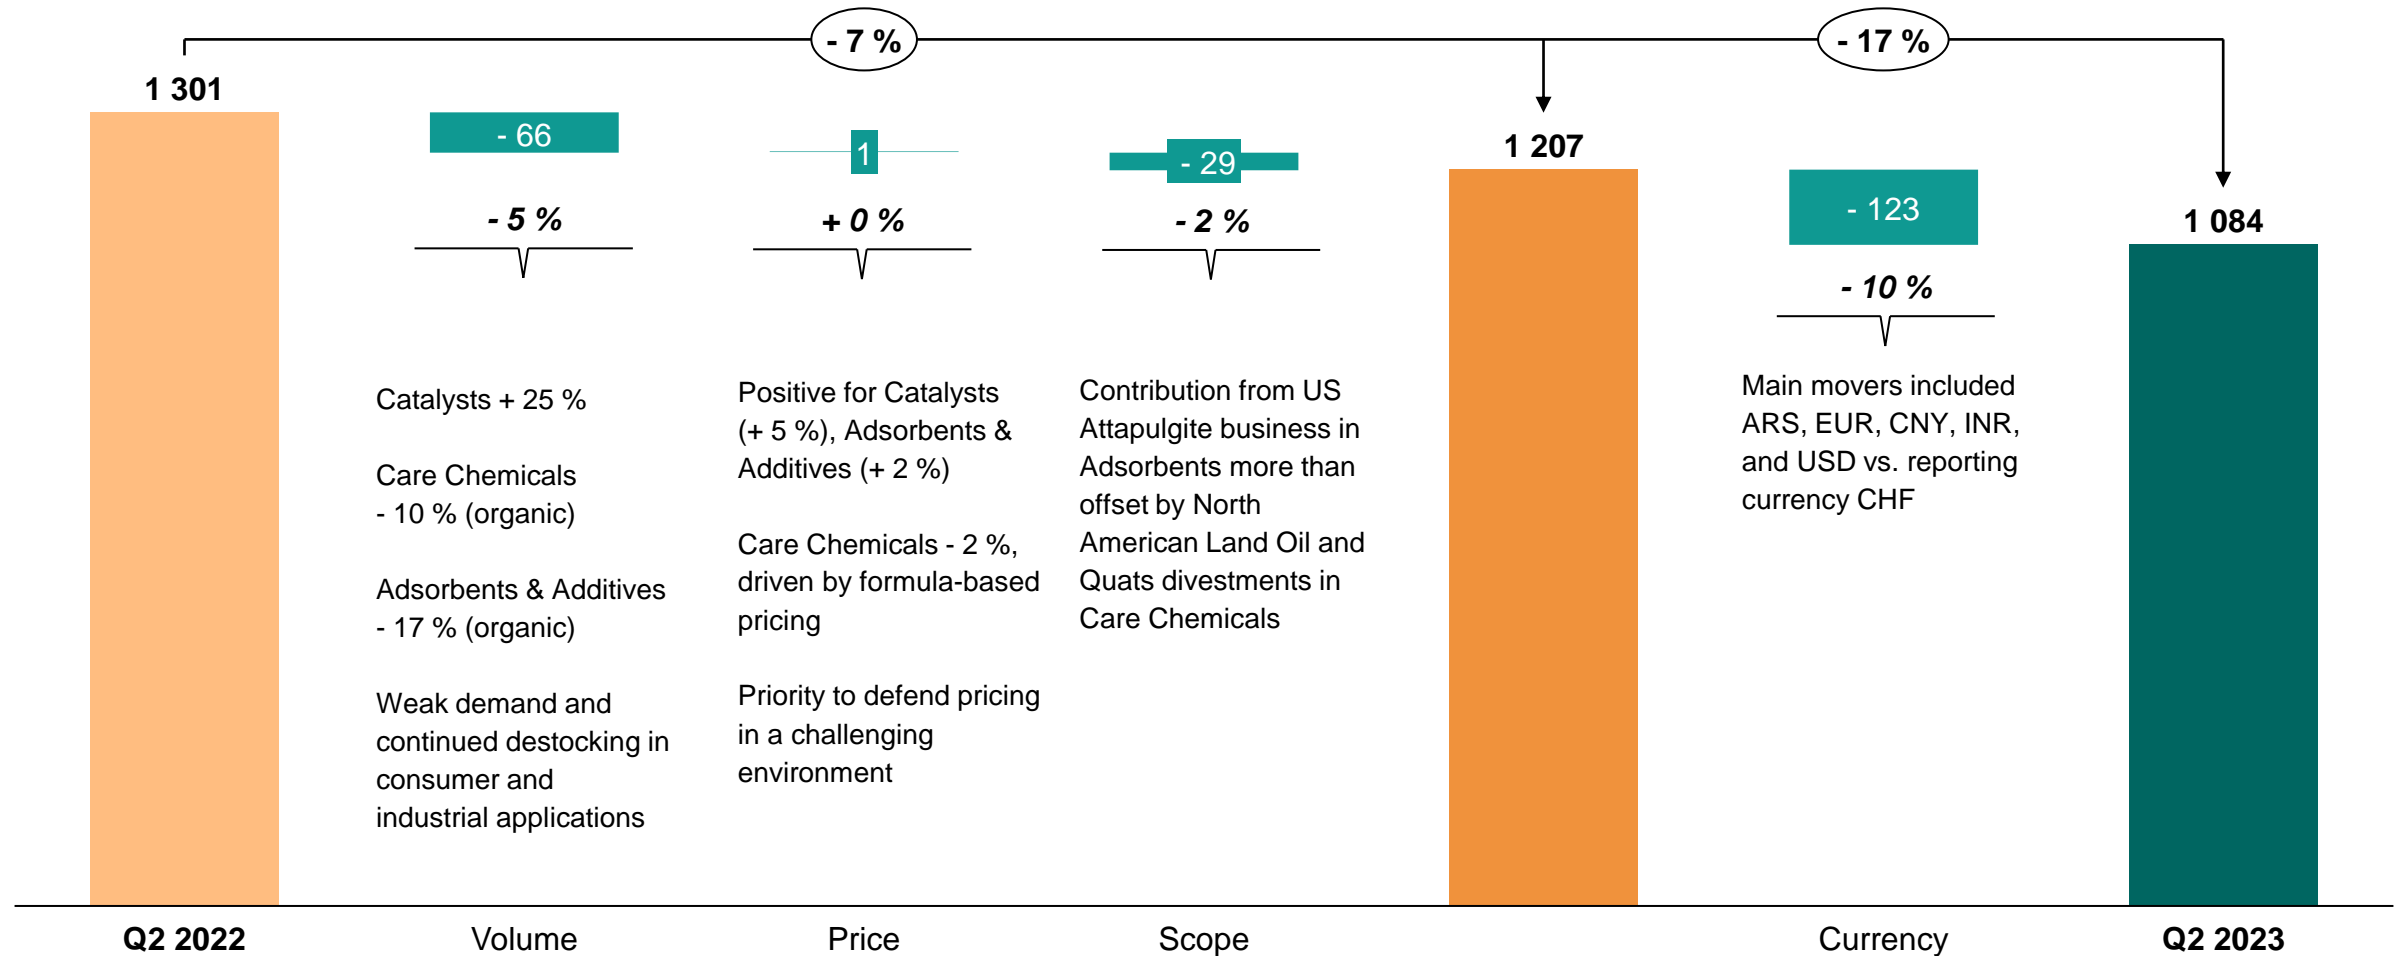 - 7 %
- 17 %
1 301
- 66
- 5 %
1
+ 0 %
- 29
- 2 %
1 207
- 123
- 10 %
1 084
Catalysts + 25 %
Care Chemicals
- 10 % (organic)
Adsorbents & Additives
- 17 % (organic)
Weak demand and
continued destocking in
consumer and
industrial applications
Positive for Catalysts
(+ 5 %), Adsorbents &
Additives (+ 2 %)
Care Chemicals - 2 %,
driven by formula-based
pricing
Priority to defend pricing
in a challenging
environment
Contribution from US
Attapulgite business in
Adsorbents more than
offset by North
American Land Oil and
Quats divestments in
Care Chemicals
Main movers included
ARS, EUR, CNY, INR,
and USD vs. reporting
currency CHF
Q2 2022
Volume
Price
Scope
Currency
Q2 2023